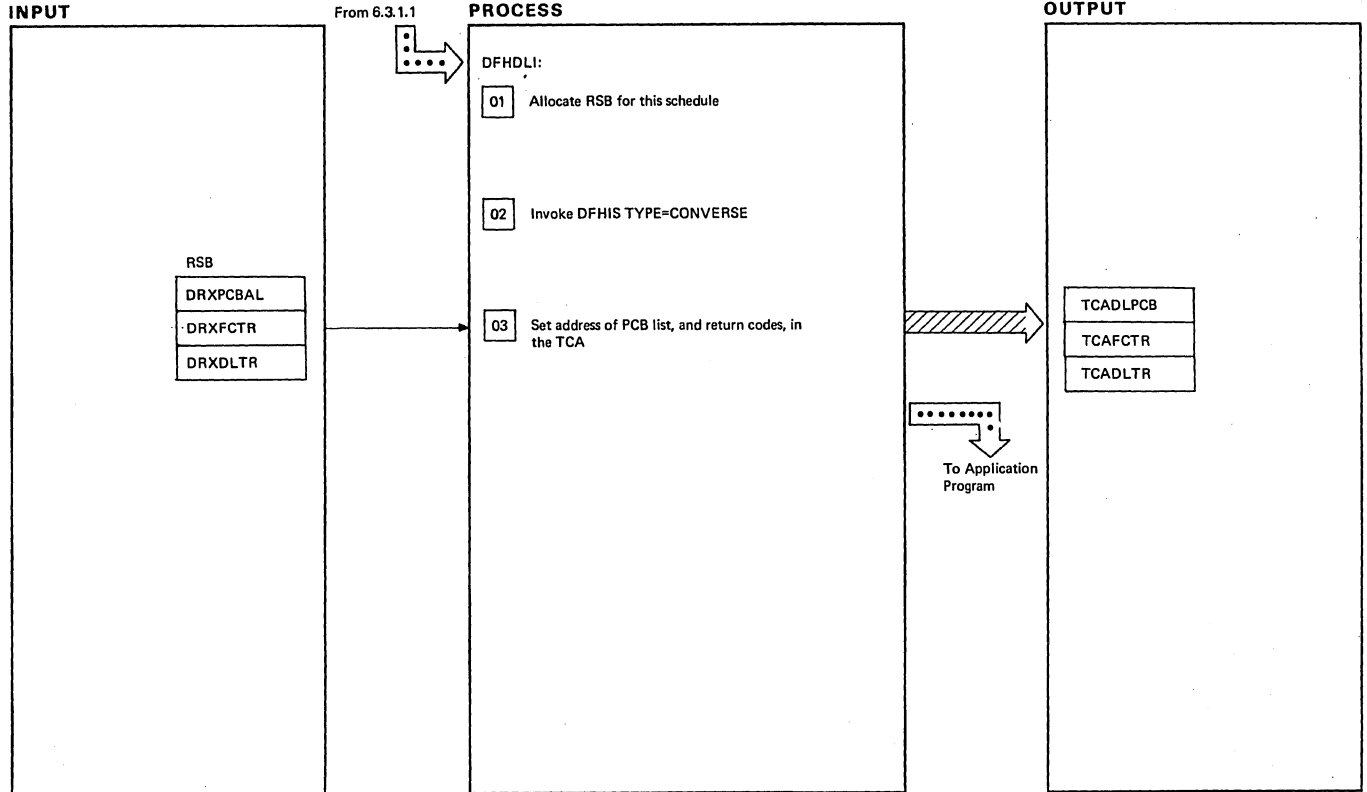 INPUT
From 6.3.1.1
PROCESS
OUTPUT
DFHDLI:
01 Allocate RSB for this schedule
02 Invoke DFHIS TYPE=CONVERSE
RSB
DRXPCBAL
DRXFCTR
DRXDLTR
03 Set address of PCB list, and return codes, in
the TCA
TCADLPCB
TCAFCTR
TCADLTR
To Application
Program